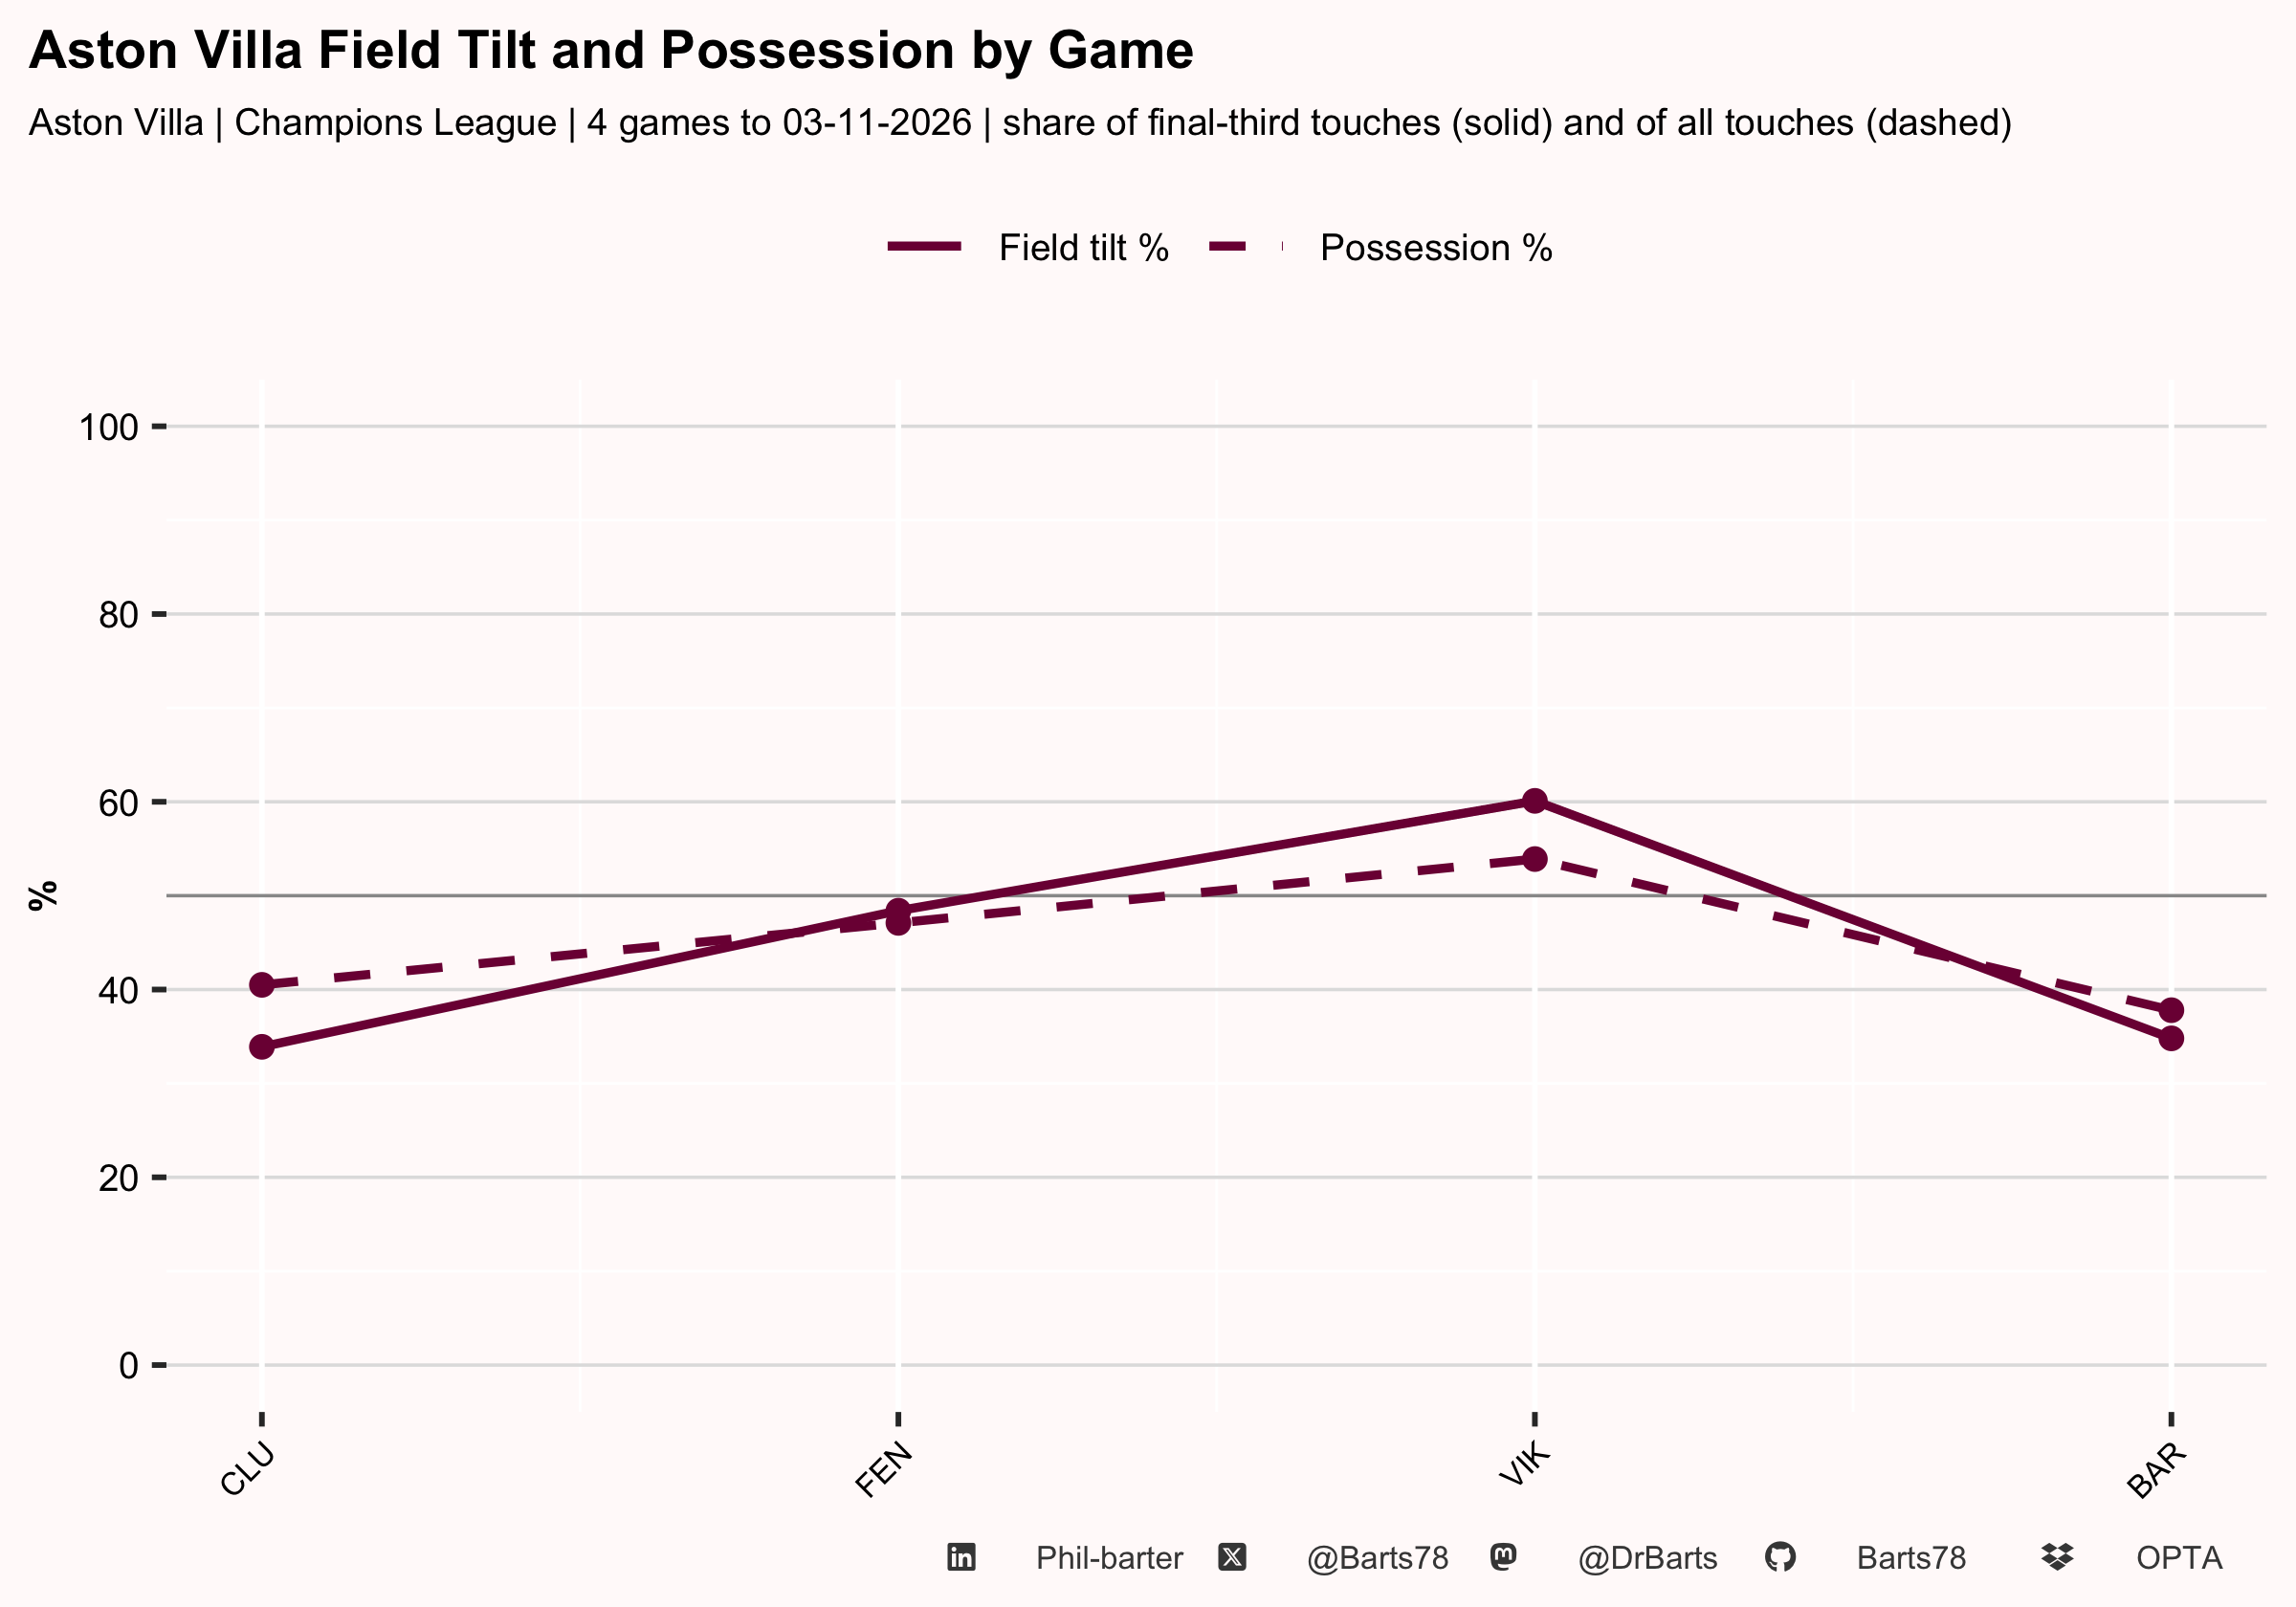 Aston Villa Field Tilt and Possession by Game
Aston Villa | Champions League | 4 games to 03-11-2026 | share of final-third touches (solid) and of all touches (dashed)
Field tilt % Possession %
100
80
60
40
20
0
%
CLU FEN VIK BAR
Phil-barter @Barts78 @DrBarts Barts78 OPTA